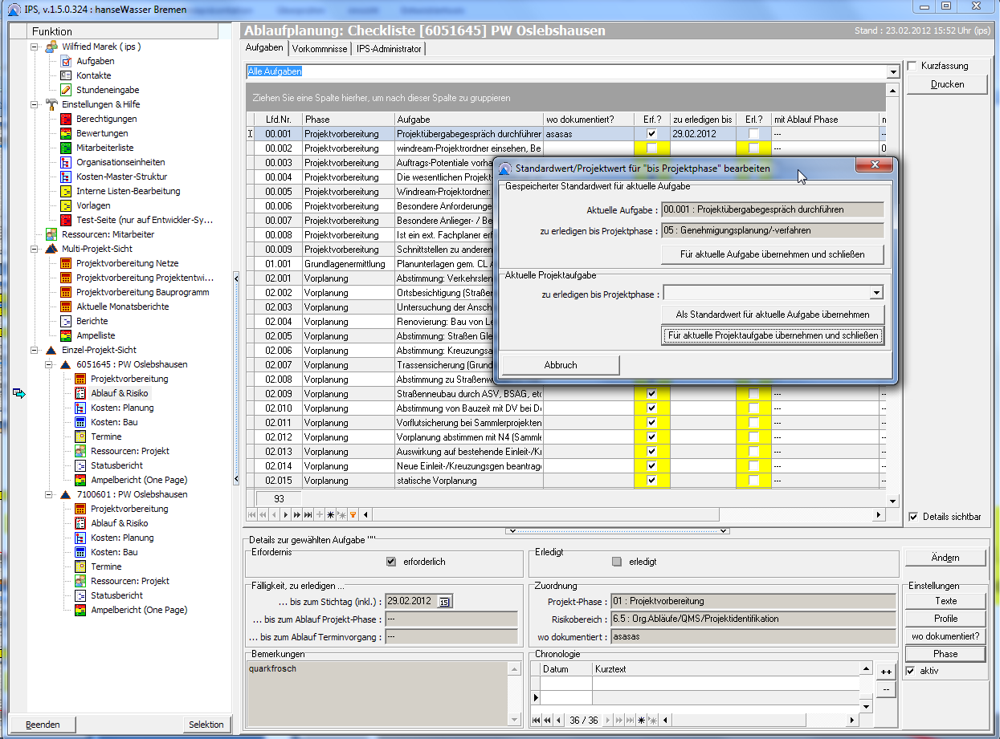 IPS, v.1.5.0.324 : hanseWasser Bremen
Funktion
Wilfried Marek ( ips )
Aufgaben
Kontakte
Stundeneingabe
Einstellungen & Hilfe
Berechtigungen
Bewertungen
Mitarbeiterliste
Organisationseinheiten
Kosten-Master-Struktur
Interne Listen-Bearbeitung
Vorlagen
Test-Seite (nur auf Entwickler-Sy...
Ressourcen: Mitarbeiter
Multi-Projekt-Sicht
Projektvorbereitung Netze
Projektvorbereitung Projektentwi...
Projektvorbereitung Bauprogramm
Aktuelle Monatsberichte
Berichte
Ampelliste
Einzel-Projekt-Sicht
6051645 : PW Oslebshausen
Projektvorbereitung
Ablauf & Risiko
Kosten: Planung
Kosten: Bau
Termine
Ressourcen: Projekt
Statusbericht
Ampelbericht (One Page)
7100601 : PW Oslebshausen
Projektvorbereitung
Ablauf & Risiko
Kosten: Planung
Kosten: Bau
Termine
Ressourcen: Projekt
Statusbericht
Ampelbericht (One Page)
Beenden
Selektion
Ablaufplanung: Checkliste [6051645] PW Oslebshausen
Stand : 23.02.2012 15:52 Uhr (ips)
Aufgaben Vorkommnisse IPS-Administrator
Alle Aufgaben
Kurzfassung
Drucken
Ziehen Sie eine Spalte hierher, um nach dieser Spalte zu gruppieren
Lfd.Nr. Phase Aufgabe wo dokumentiert? Erf.? zu erledigen bis Erl.? mit Ablauf Phase n
00.001 Projektvorbereitung Projektübergabegespräch durchführer asasas 29.02.2012 --- --
00.002 Projektvorbereitung windream-Projektordner einsehen, Be --- 0
00.003 Projektvorbereitung Auftrags-Potentiale vorha
00.004 Projektvorbereitung Die wesentlichen Projekt-
00.005 Projektvorbereitung Windream-Projektordner:
00.006 Projektvorbereitung Besondere Anforderunge
00.007 Projektvorbereitung Besondere Anlieger- / Be
00.008 Projektvorbereitung Ist ein ext. Fachplaner erf
00.009 Projektvorbereitung Schnittstellen zu anderen
01.001 Grundlagenermittlung Planunterlagen gem. CL A
02.001 Vorplanung Abstimmung: Verkehrslen
02.002 Vorplanung Ortsbesichtigung (Straßen
02.003 Vorplanung Untersuchung der Ansch
02.004 Vorplanung Renovierung: Bau von Le
02.005 Vorplanung Abstimmung: Straßen Gle
02.006 Vorplanung Abstimmung: Kreuzungsa
02.007 Vorplanung Trassensicherung (Grund
02.008 Vorplanung Abstimmung zu Straßenw
02.009 Vorplanung Straßenneubau durch ASV, BSAG, etc --- --
02.010 Vorplanung Abstimmung von Bauzeit mit DV bei D --- --
02.011 Vorplanung Vorflutsicherung bei Sammlerprojekten --- --
02.012 Vorplanung Vorplanung abstimmen mit N4 (Samml --- --
02.013 Vorplanung Auswirkung auf bestehende Einleit-/Kr --- --
02.014 Vorplanung Neue Einleit-/Kreuzungsgen beantrage --- --
02.015 Vorplanung statische Vorplanung --- --
93
Standardwert/Projektwert für "bis Projektphase" bearbeiten
Gespeicherter Standardwert für aktuelle Aufgabe
Aktuelle Aufgabe : 00.001 : Projektübergabegespräch durchführen
zu erledigen bis Projektphase : 05 : Genehmigungsplanung/-verfahren
Für aktuelle Aufgabe übernehmen und schließen
Aktuelle Projektaufgabe
zu erledigen bis Projektphase :
Als Standardwert für aktuelle Aufgabe übernehmen
Für aktuelle Projektaufgabe übernehmen und schließen
Abbruch
Details sichtbar
Details zur gewählten Aufgabe ""
Erfordernis
erforderlich
Erledigt
erledigt
Ändern
Fälligkeit, zu erledigen ...
... bis zum Stichtag (inkl.) : 29.02.2012 15
... bis zum Ablauf Projekt-Phase : ---
... bis zum Ablauf Terminvorgang : ---
Zuordnung
Projekt-Phase : 01 : Projektvorbereitung
Risikobereich : 6.5 : Org.Abläufe/QMS/Projektidentifikation
wo dokumentiert : asasas
Einstellungen
Texte
Profile
wo dokumentiert?
Phase
aktiv
Bemerkungen
quarkfrosch
Chronologie
Datum Kurztext
++
--
36 / 36